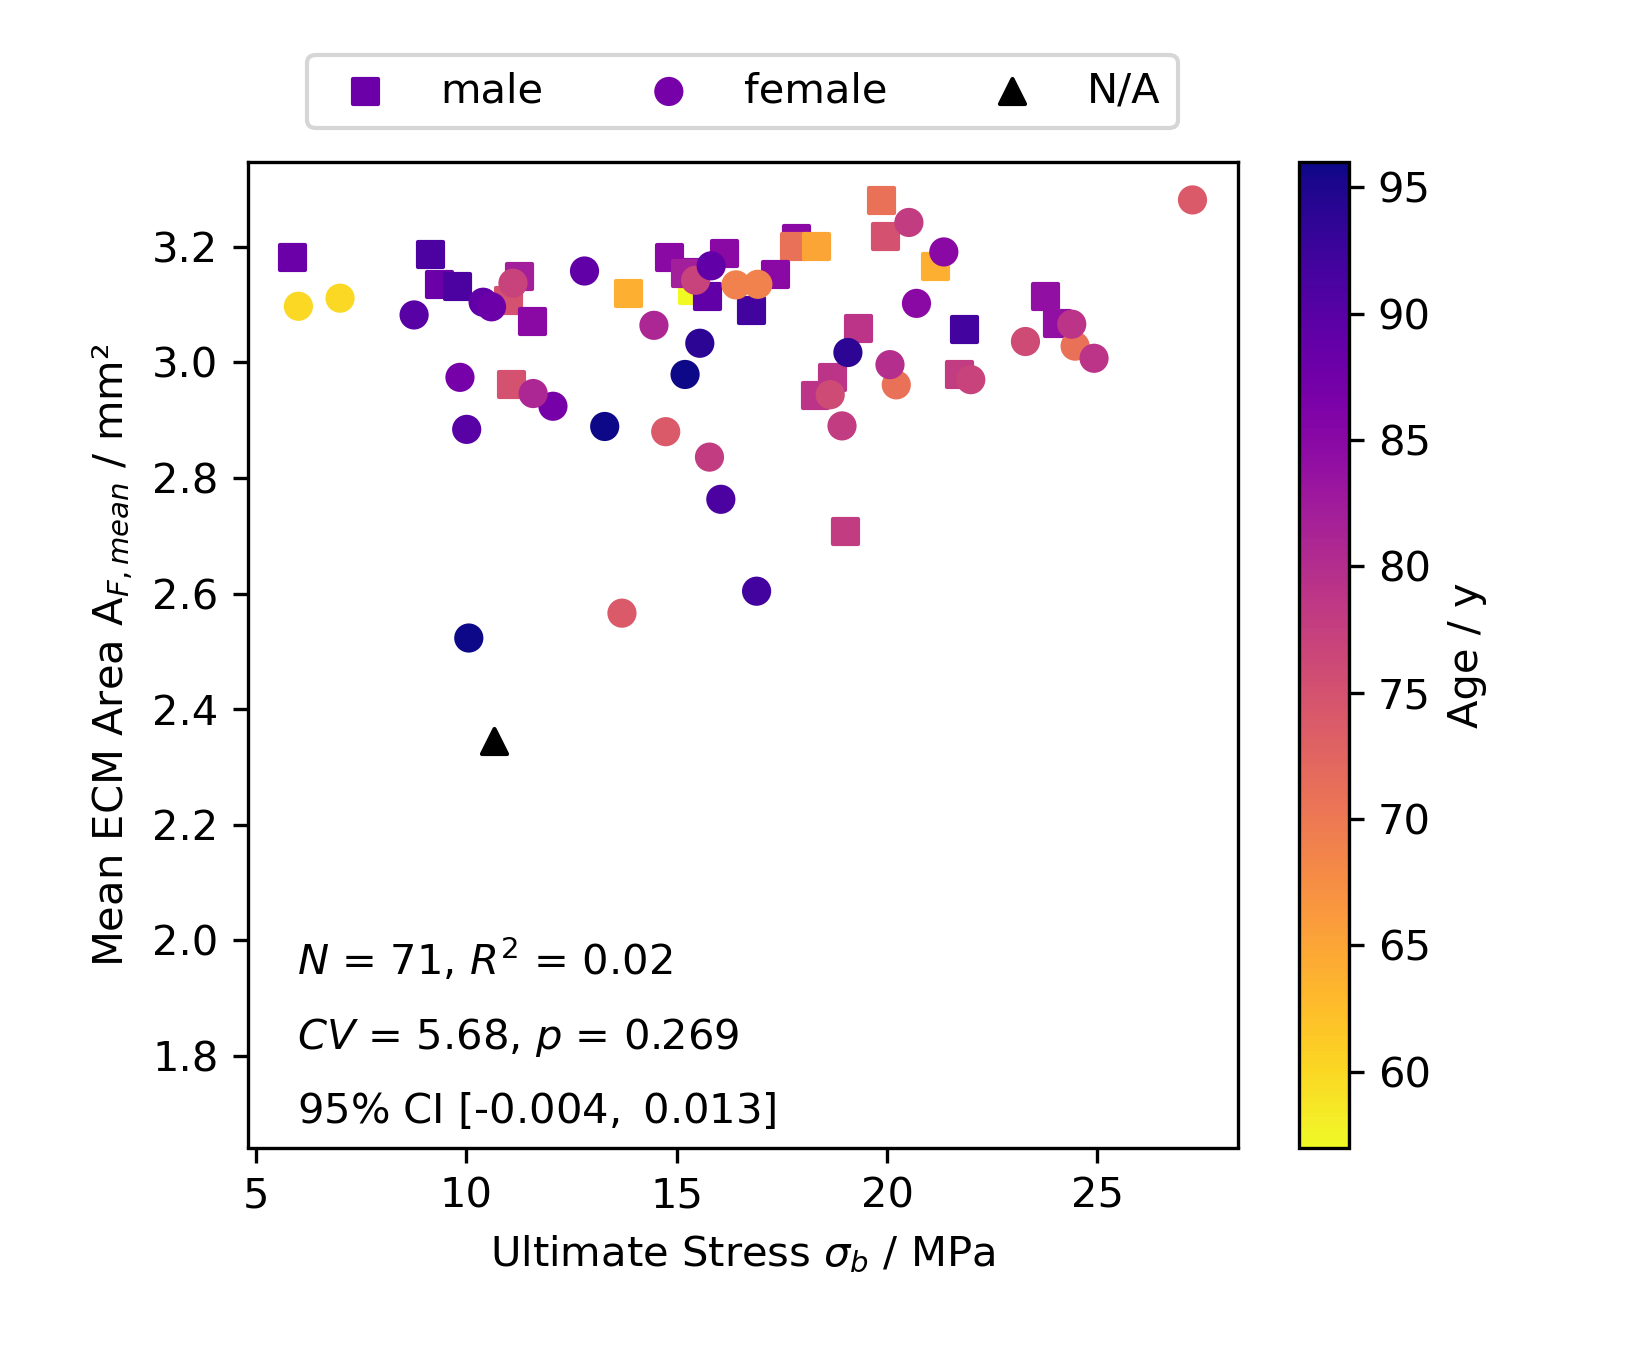 male female N/A
3.2
3.0
2.8
2.6
2.4
2.2
2.0
1.8
Mean ECM Area A_{F, mean} / mm²
N = 71, R² = 0.02
CV = 5.68, p = 0.269
95% CI [-0.004, 0.013]
5 10 15 20 25
Ultimate Stress σ_b / MPa
95
90
85
80
75
70
65
60
Age / y